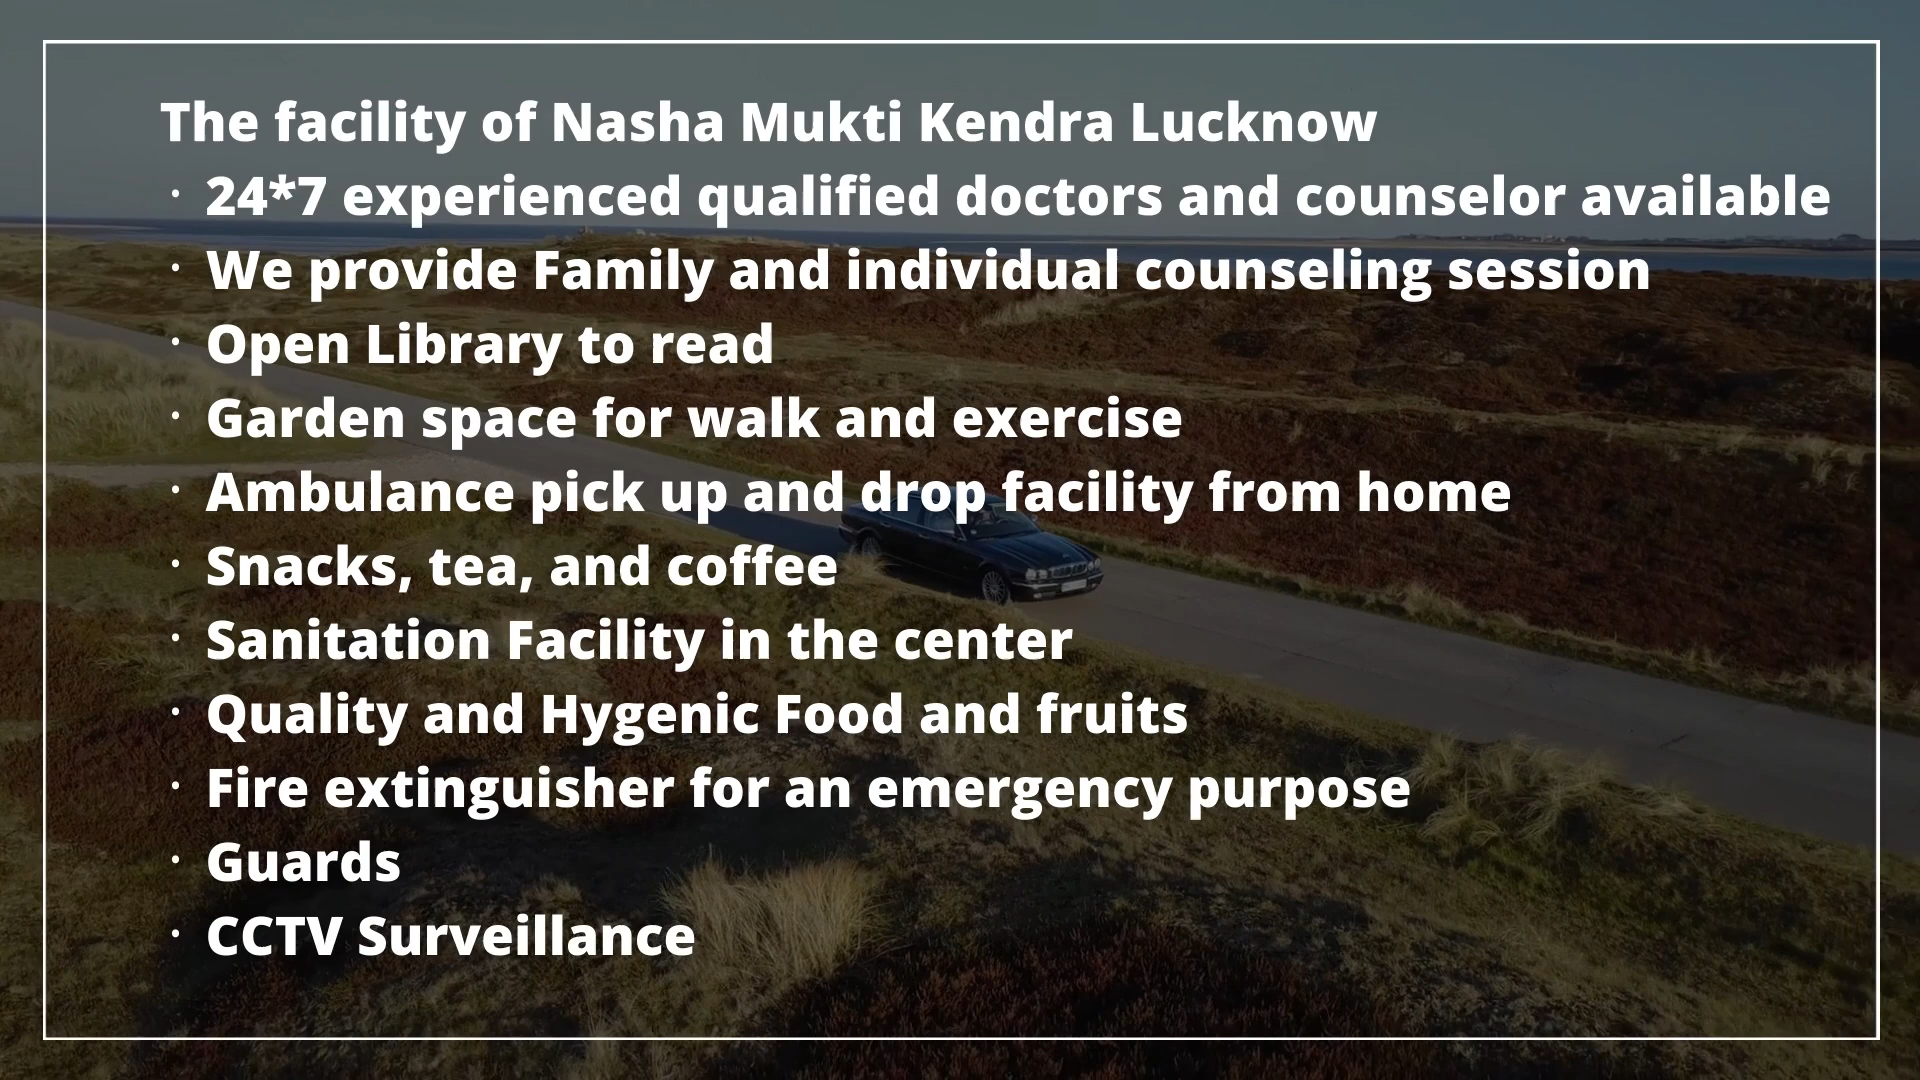 The facility of Nasha Mukti Kendra Lucknow
· 24*7 experienced qualified doctors and counselor available
· We provide Family and individual counseling session
· Open Library to read
· Garden space for walk and exercise
· Ambulance pick up and drop facility from home
· Snacks, tea, and coffee
· Sanitation Facility in the center
· Quality and Hygenic Food and fruits
· Fire extinguisher for an emergency purpose
· Guards
· CCTV Surveillance